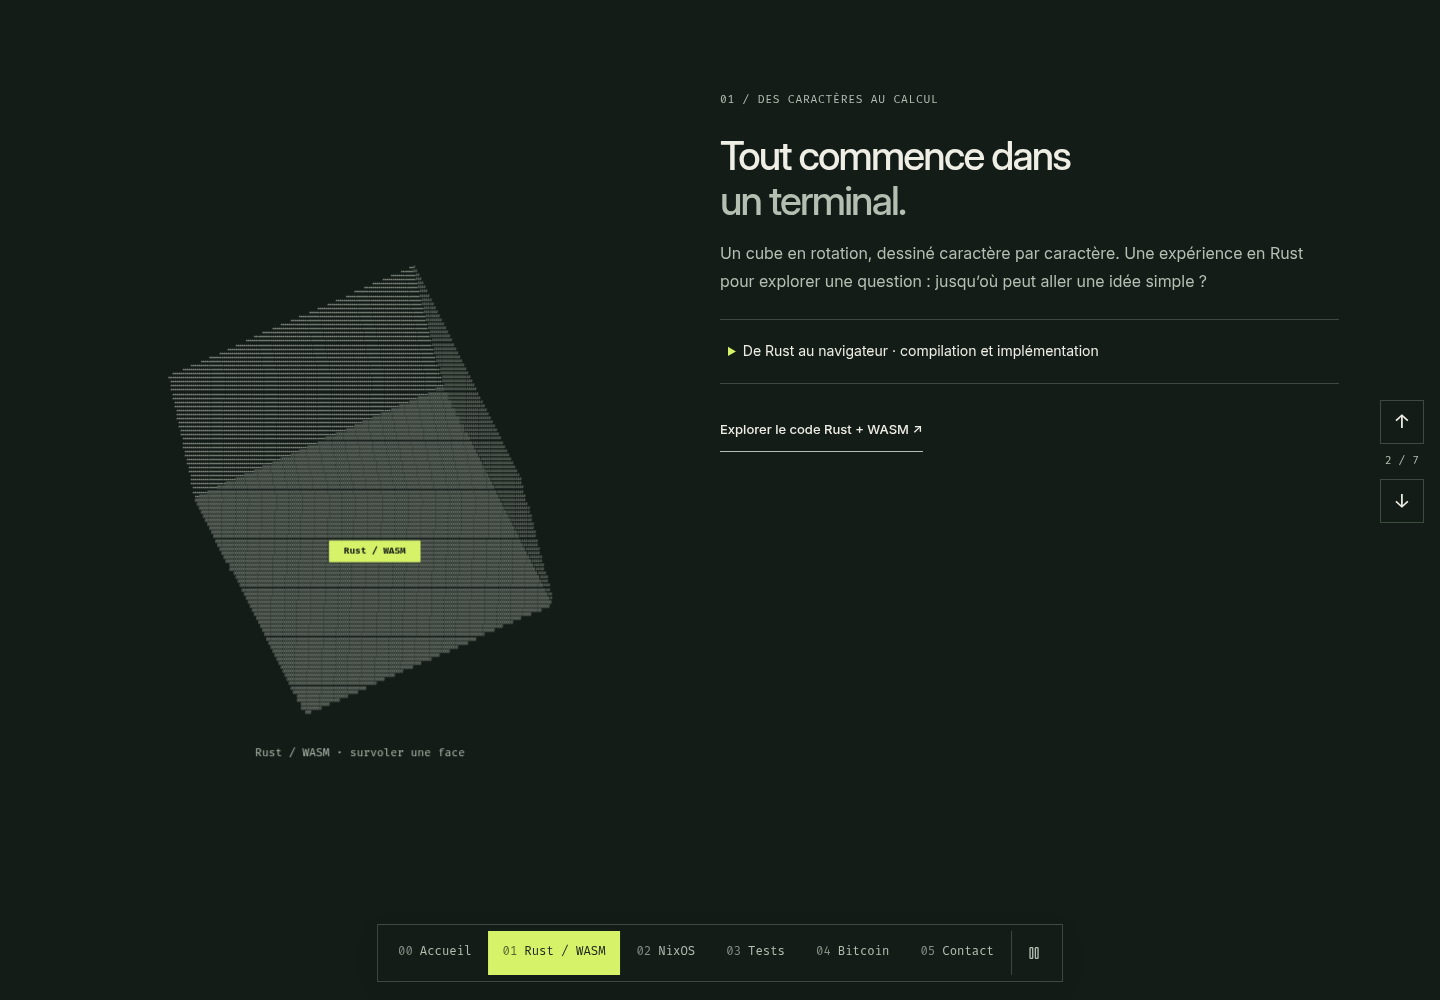 01 / DES CARACTÈRES AU CALCUL
Tout commence dans
un terminal.
Un cube en rotation, dessiné caractère par caractère. Une expérience en Rust
pour explorer une question : jusqu’où peut aller une idée simple ?
▶ De Rust au navigateur · compilation et implémentation
Explorer le code Rust + WASM ↗
↑
2 / 7
↓
Rust / WASM
Rust / WASM · survoler une face
00 Accueil 01 Rust / WASM 02 NixOS 03 Tests 04 Bitcoin 05 Contact